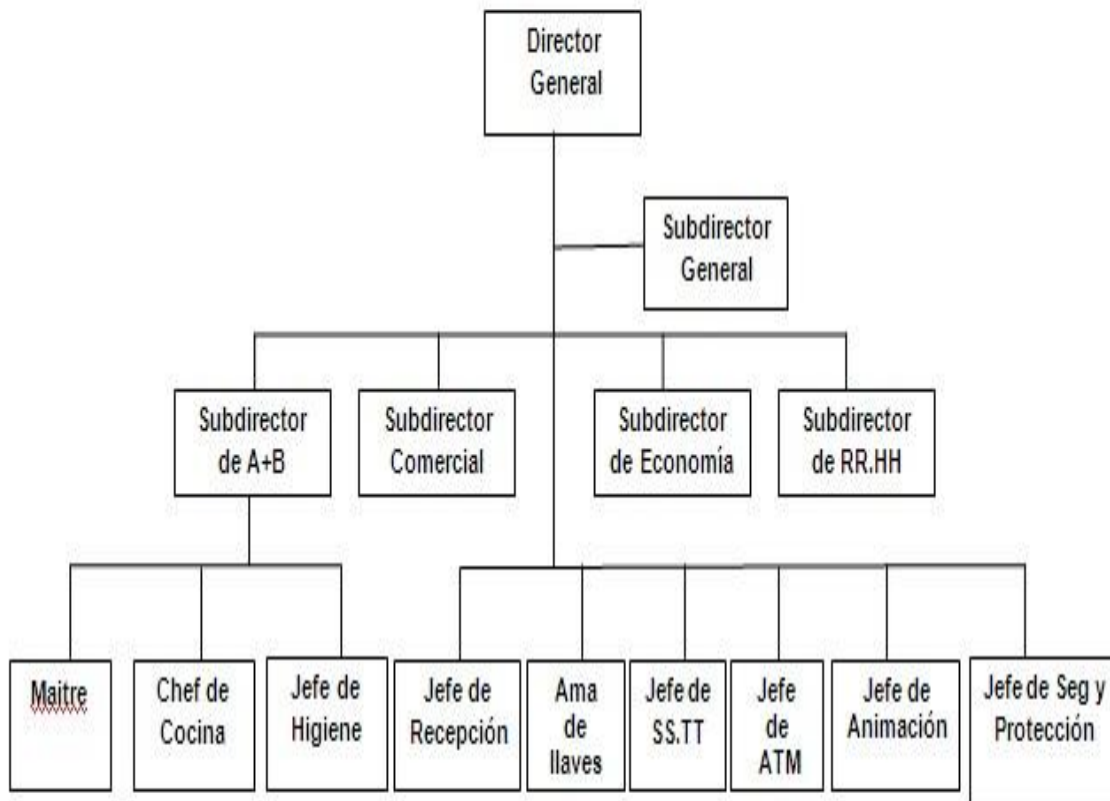 Director
General
Subdirector
General
Subdirector
de A+B
Subdirector
Comercial
Subdirector
de Economía
Subdirector
de RR.HH
Maitre
Chef de
Cocina
Jefe de
Higiene
Jefe de
Recepción
Ama
de
llaves
Jefe de
SS.TT
Jefe
de
ATM
Jefe de
Animación
Jefe de Seg y
Protección